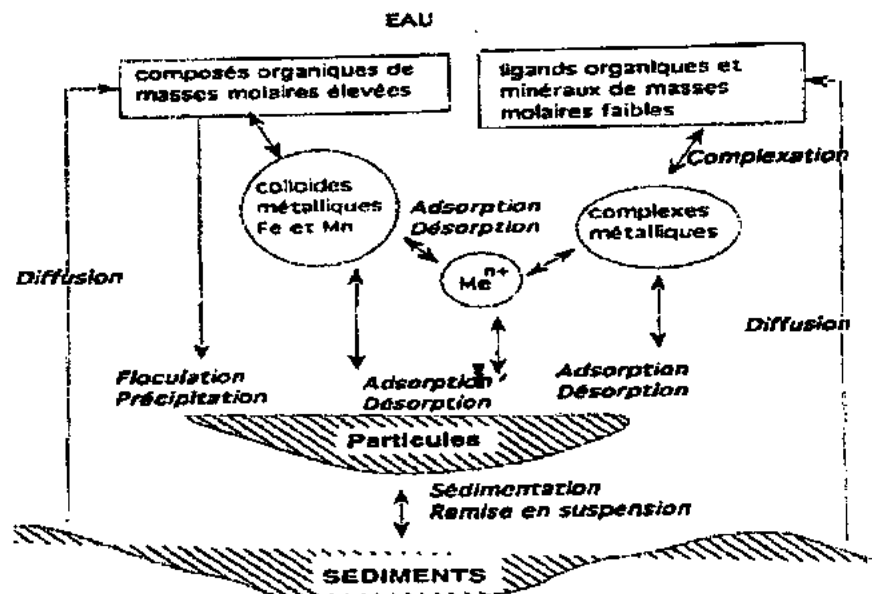 EAU
composés organiques de
masses molaires élevées
ligands organiques et
minéraux de masses
molaires faibles
Complexation
colloides
métalliques
Fe et Mn
Adsorption
Désorption
complexes
métalliques
Me n+
Diffusion
Diffusion
Floculation
Précipitation
Adsorption
Désorption
Adsorption
Désorption
Particules
Sédimentation
Remise en suspension
SEDIMENTS